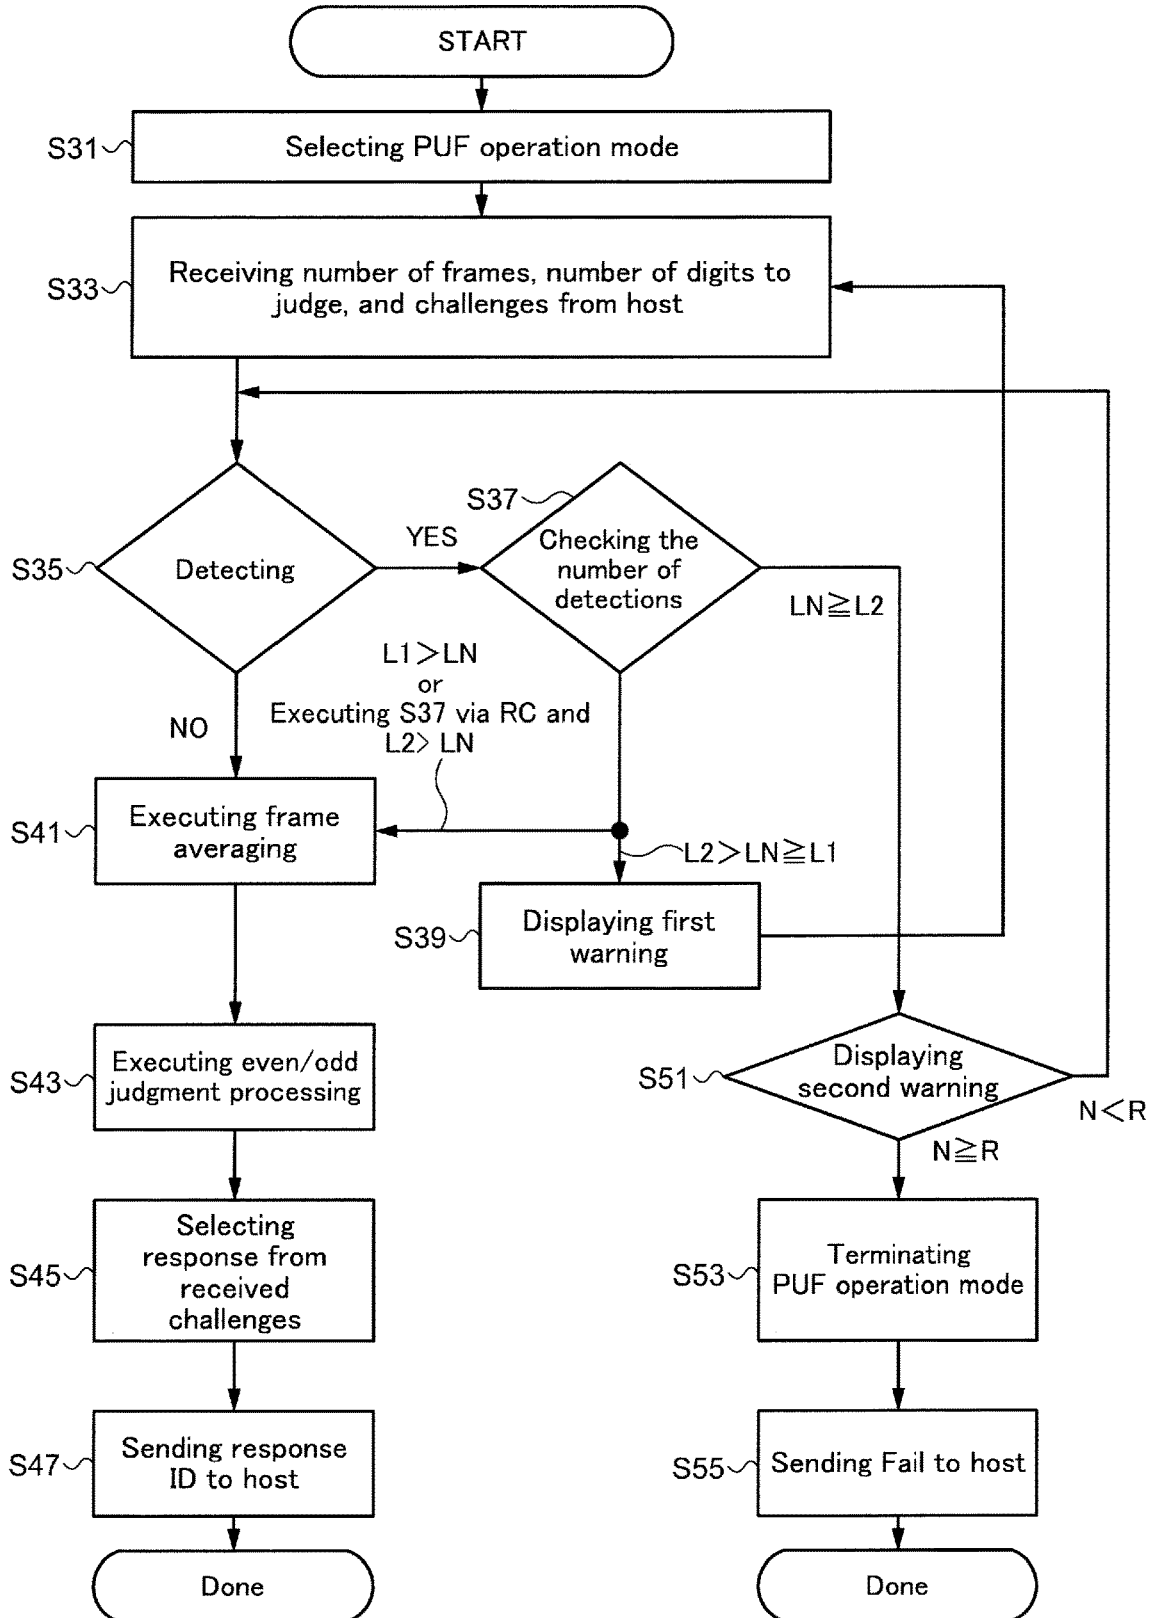 START
S31
Selecting PUF operation mode
S33
Receiving number of frames, number of digits to
judge, and challenges from host
S35
Detecting
YES
NO
S37
Checking the
number of
detections
LN≧L2
L1>LN
or
Executing S37 via RC and
L2> LN
L2>LN≧L1
S39
Displaying first
warning
S41
Executing frame
averaging
S43
Executing even/odd
judgment processing
S45
Selecting
response from
received
challenges
S47
Sending response
ID to host
Done
S51
Displaying
second warning
N<R
N≧R
S53
Terminating
PUF operation mode
S55
Sending Fail to host
Done